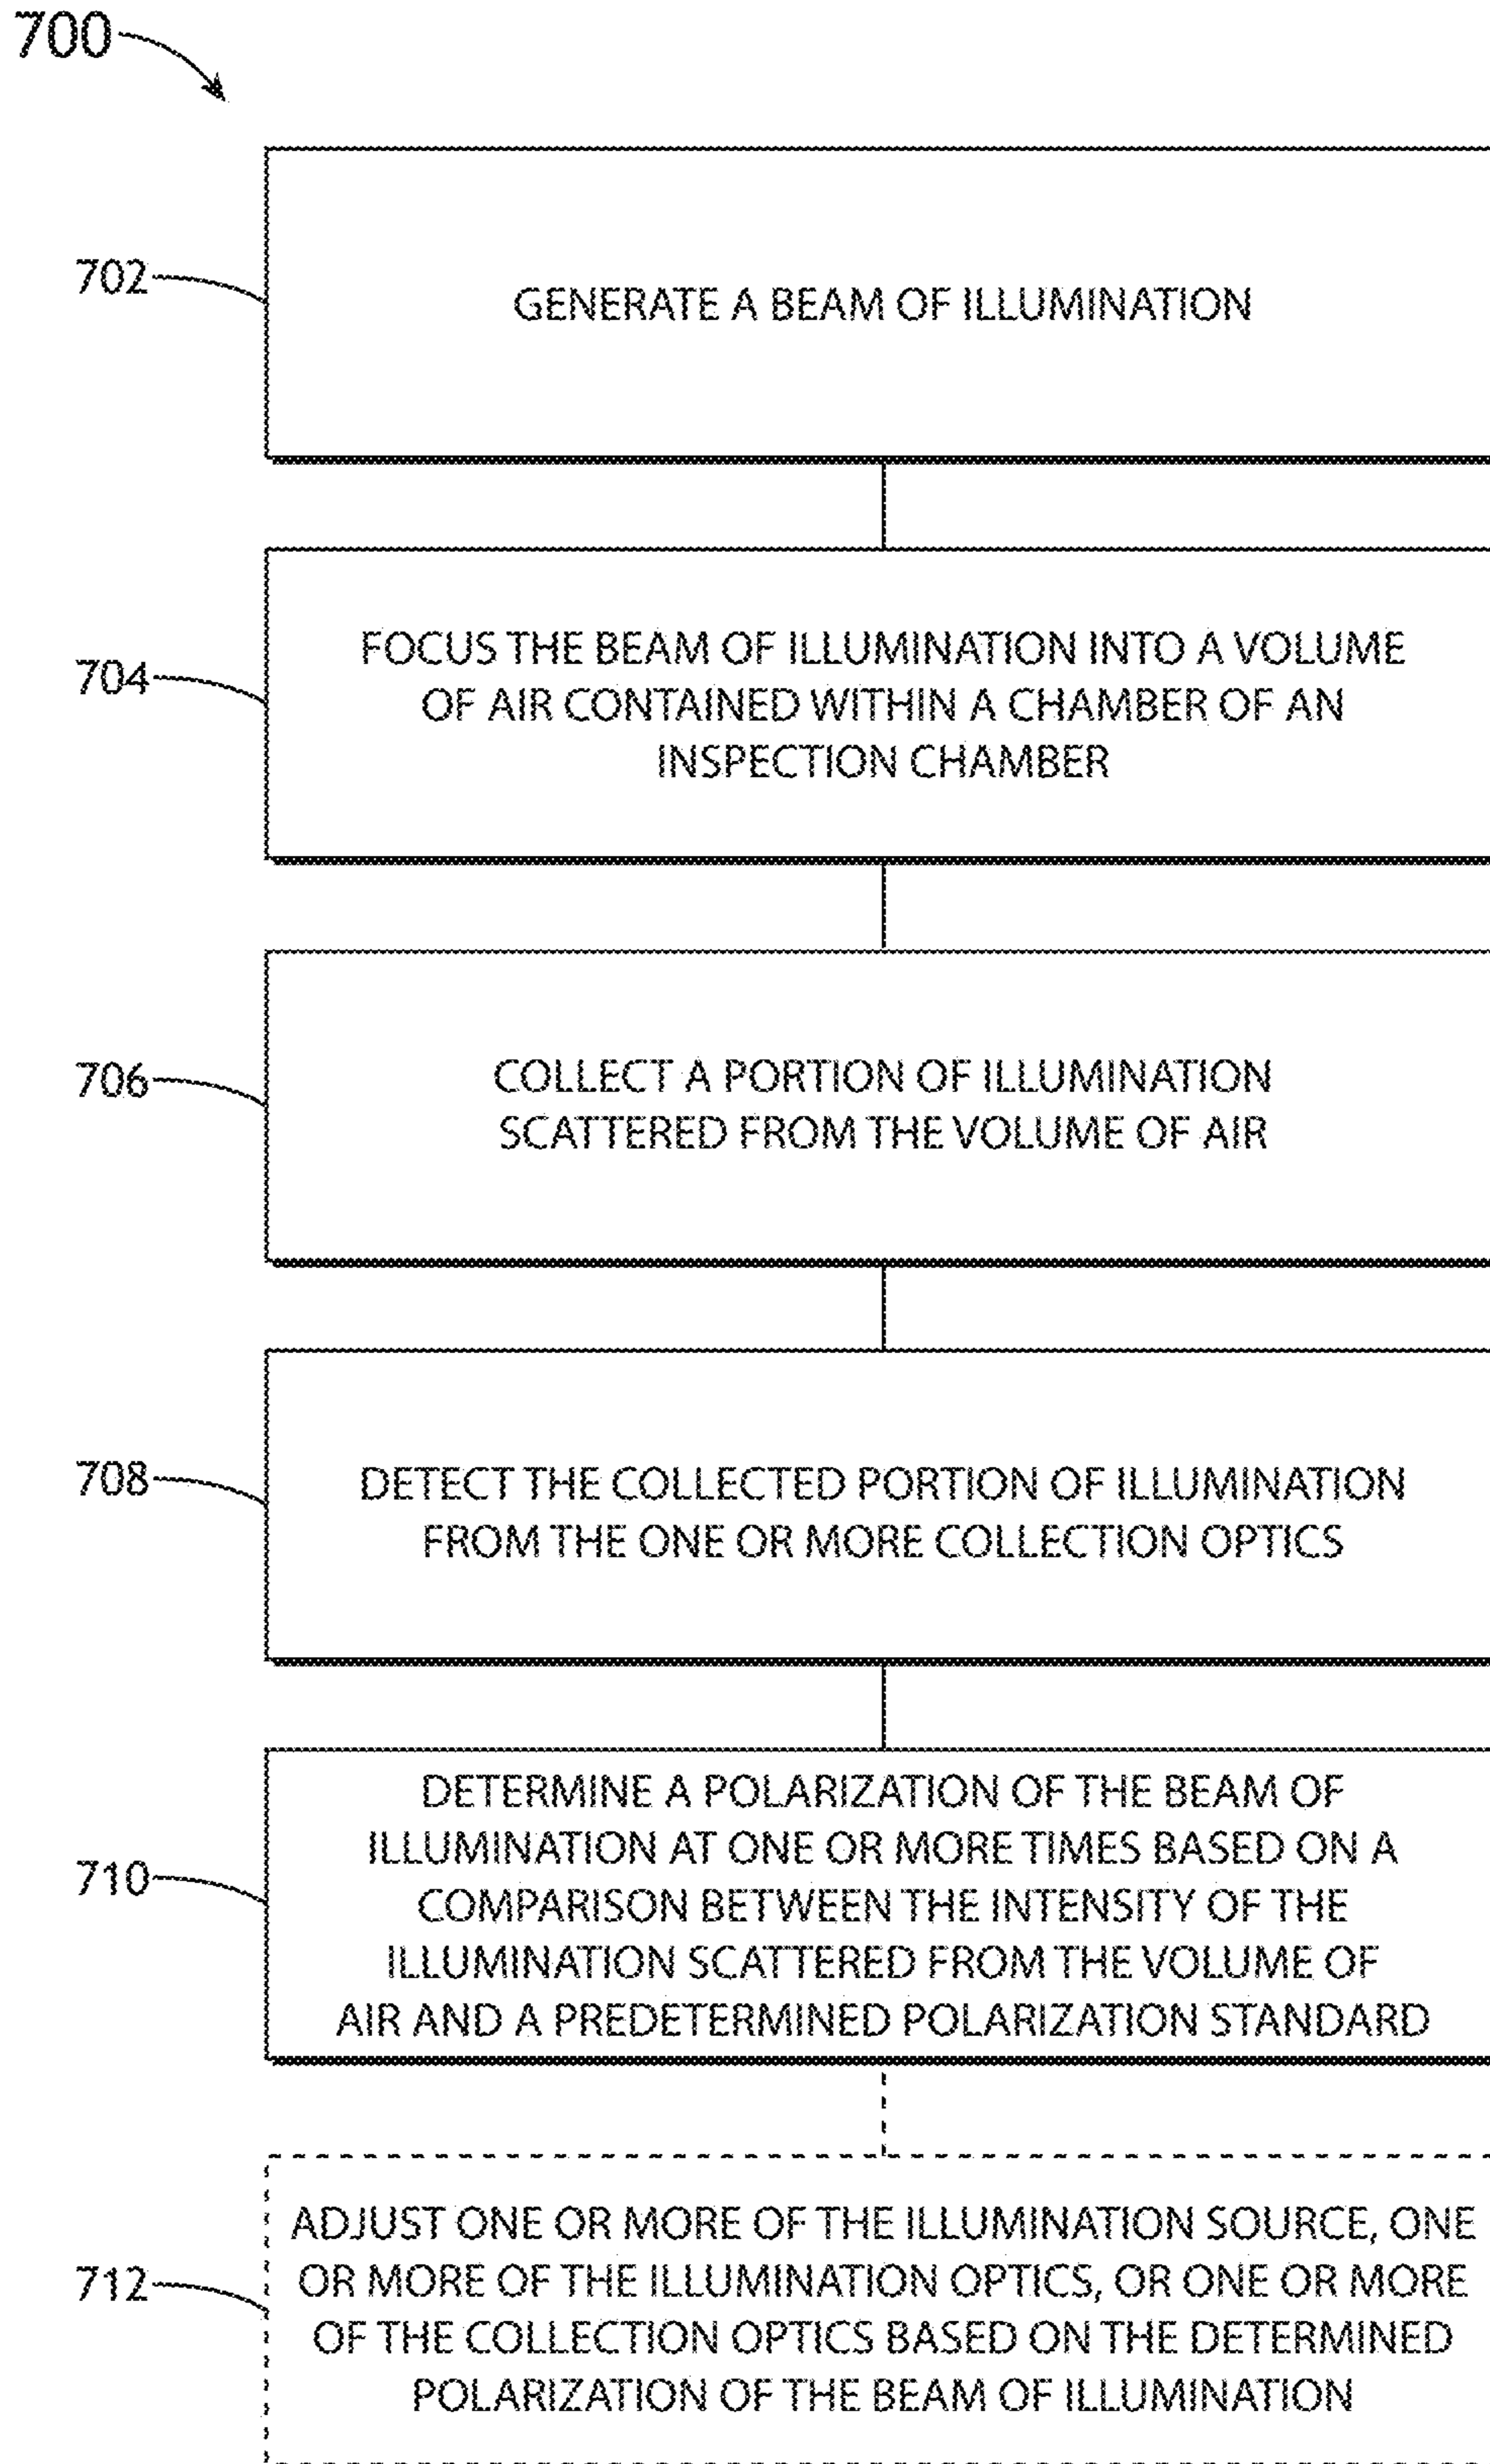 700
702
GENERATE A BEAM OF ILLUMINATION
704
FOCUS THE BEAM OF ILLUMINATION INTO A VOLUME
OF AIR CONTAINED WITHIN A CHAMBER OF AN
INSPECTION CHAMBER
706
COLLECT A PORTION OF ILLUMINATION
SCATTERED FROM THE VOLUME OF AIR
708
DETECT THE COLLECTED PORTION OF ILLUMINATION
FROM THE ONE OR MORE COLLECTION OPTICS
710
DETERMINE A POLARIZATION OF THE BEAM OF
ILLUMINATION AT ONE OR MORE TIMES BASED ON A
COMPARISON BETWEEN THE INTENSITY OF THE
ILLUMINATION SCATTERED FROM THE VOLUME OF
AIR AND A PREDETERMINED POLARIZATION STANDARD
712
ADJUST ONE OR MORE OF THE ILLUMINATION SOURCE, ONE
OR MORE OF THE ILLUMINATION OPTICS, OR ONE OR MORE
OF THE COLLECTION OPTICS BASED ON THE DETERMINED
POLARIZATION OF THE BEAM OF ILLUMINATION